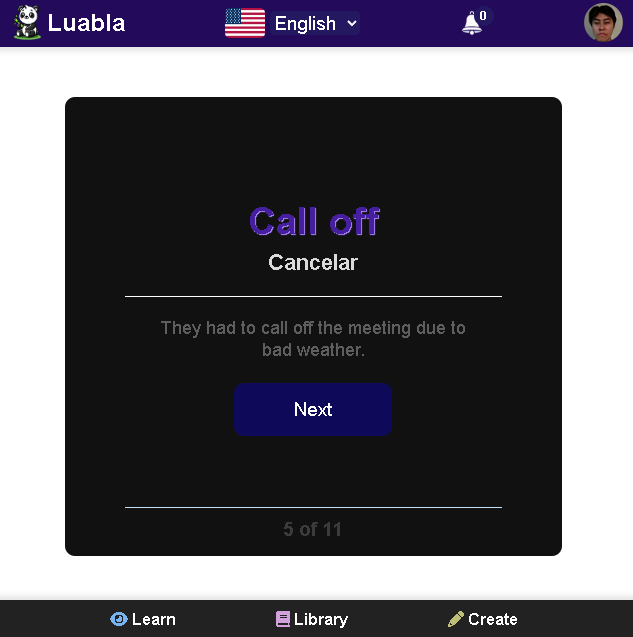 Luabla
English
0
Call off
Cancelar
They had to call off the meeting due to
bad weather.
Next
5 of 11
Learn
Library
Create